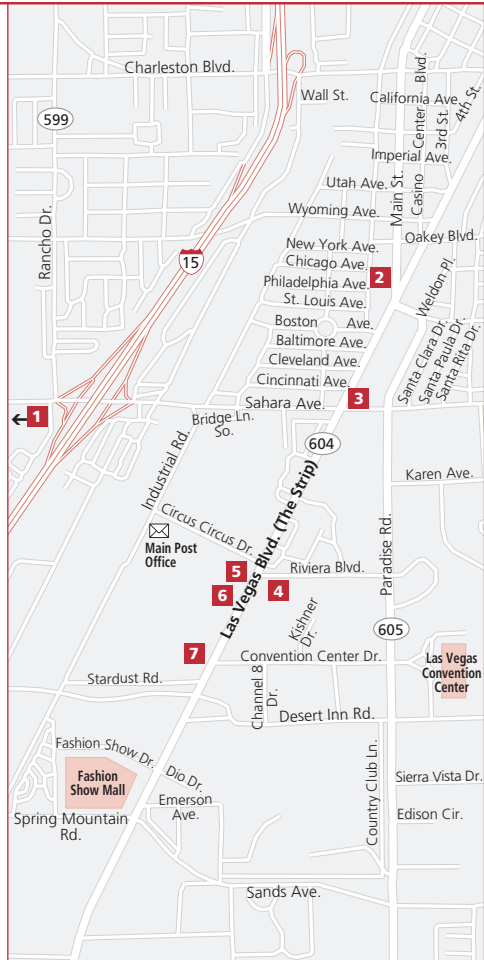 Charleston Blvd.
Wall St.
California Ave.
Blvd.
Center
Casino
3rd St.
4th St.
599
Imperial Ave.
Utah Ave.
Main St.
Wyoming Ave.
Rancho Dr.
New York Ave.
Oakey Blvd.
15
Chicago Ave.
2
Philadelphia Ave.
Weldon Pl.
St. Louis Ave.
Boston Ave.
Baltimore Ave.
Cleveland Ave.
Santa Clara Dr.
Santa Paula Dr.
Santa Rita Dr.
Cincinnati Ave.
3
Sahara Ave.
1
Bridge Ln.
So.
604
Industrial Rd.
Karen Ave.
Las Vegas Blvd. (The Strip)
Circus Circus Dr.
Paradise Rd.
Main Post
Office
5
Riviera Blvd.
4
6
Kishner
Dr.
605
7
Convention Center Dr.
Las Vegas
Convention
Center
Stardust Rd.
Channel 8
Dr.
Desert Inn Rd.
Fashion Show Dr.
Dio Dr.
Country Club Ln.
Fashion
Show Mall
Sierra Vista Dr.
Emerson
Ave.
Edison Cir.
Spring Mountain
Rd.
Sands Ave.